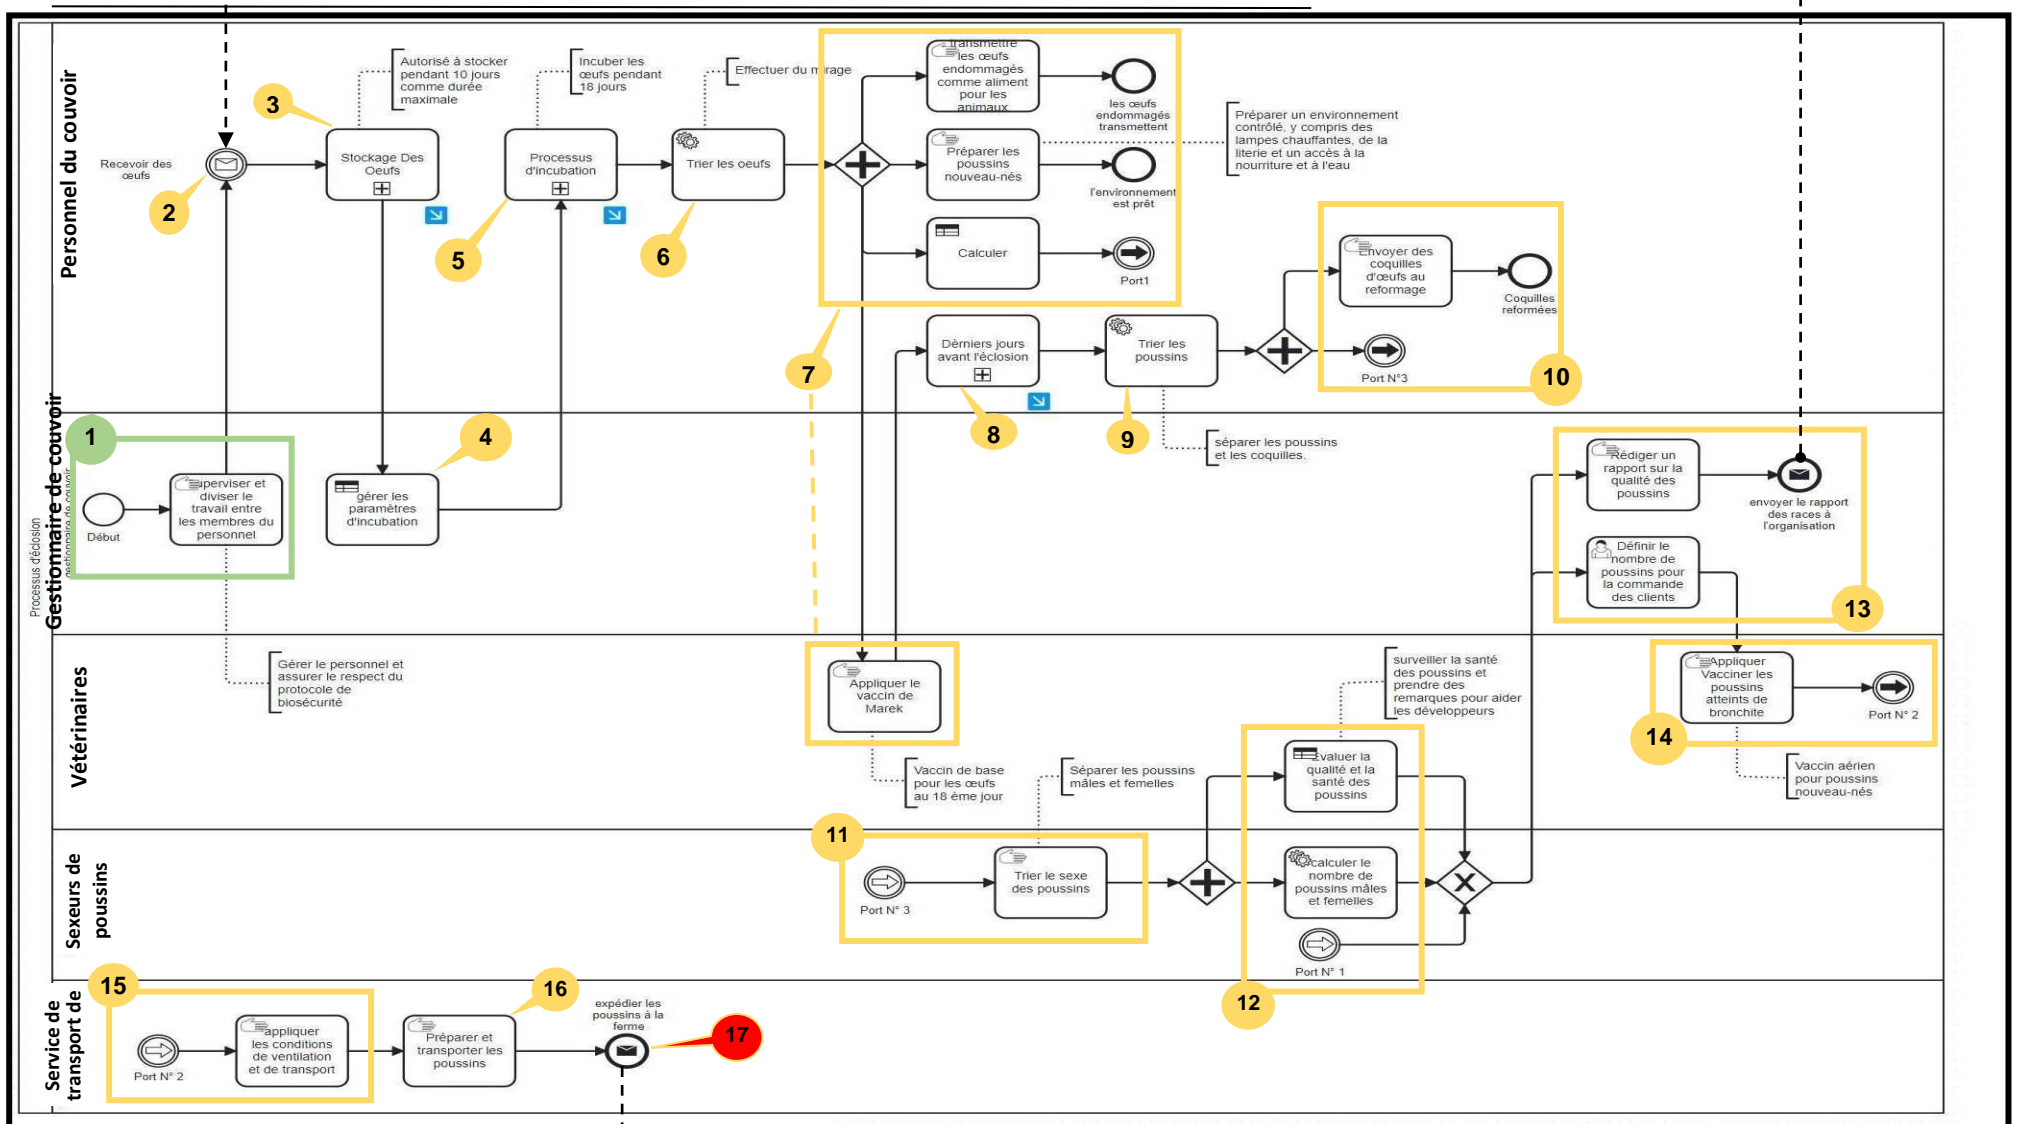 Processus d'éclosion
gestionnaire de couvoir
Personnel du couvoir
Recevoir des
œufs
2
3
Autorisé à stocker
pendant 10 jours
comme durée
maximale
Stockage Des
Oeufs
Incuber les
œufs pendant
18 jours
Processus
d'incubation
5
Effectuer du mirage
Trier les oeufs
6
transmettre
les œufs
endommagés
comme aliment
pour les
animaux
les œufs
endommagés
transmettent
Préparer les
poussins
nouveau-nés
l'environnement
est prêt
Préparer un environnement
contrôlé, y compris des
lampes chauffantes, de la
literie et un accès à la
nourriture et à l'eau
Calculer
Port1
7
Dèrniers jours
avant l'éclosion
8
Trier les
poussins
9
séparer les poussins
et les coquilles.
Envoyer des
coquilles
d'œufs au
reformage
Coquilles
reformées
Port N°3
10
Gestionnaire de couvoir
1
Début
uperviser et
diviser le
travail entre
les membres du
personnel
4
gérer les
paramètres
d'incubation
Rédiger un
rapport sur la
qualité des
poussins
envoyer le rapport
des races à
l'organisation
Définir le
nombre de
poussins pour
la commande
des clients
13
Vétérinaires
Gérer le personnel et
assurer le respect du
protocole de
biosécurité
Appliquer le
vaccin de
Marek
Vaccin de base
pour les œufs
au 18 ème jour
Séparer les poussins
mâles et femelles
surveiller la santé
des poussins et
prendre des
remarques pour aider
les développeurs
Évaluer la
qualité et la
santé des
poussins
Appliquer
Vacciner les
poussins
atteints de
bronchite
Port N° 2
14
Vaccin aérien
pour poussins
nouveau-nés
Sexeurs de
poussins
11
Port N° 3
Trier le sexe
des poussins
calculer le
nombre de
poussins mâles
et femelles
Port N° 1
12
Service de
transport de
15
Port N° 2
appliquer
les conditions
de ventilation
et de transport
16
Préparer et
transporter les
poussins
expédier les
poussins à la
ferme
17